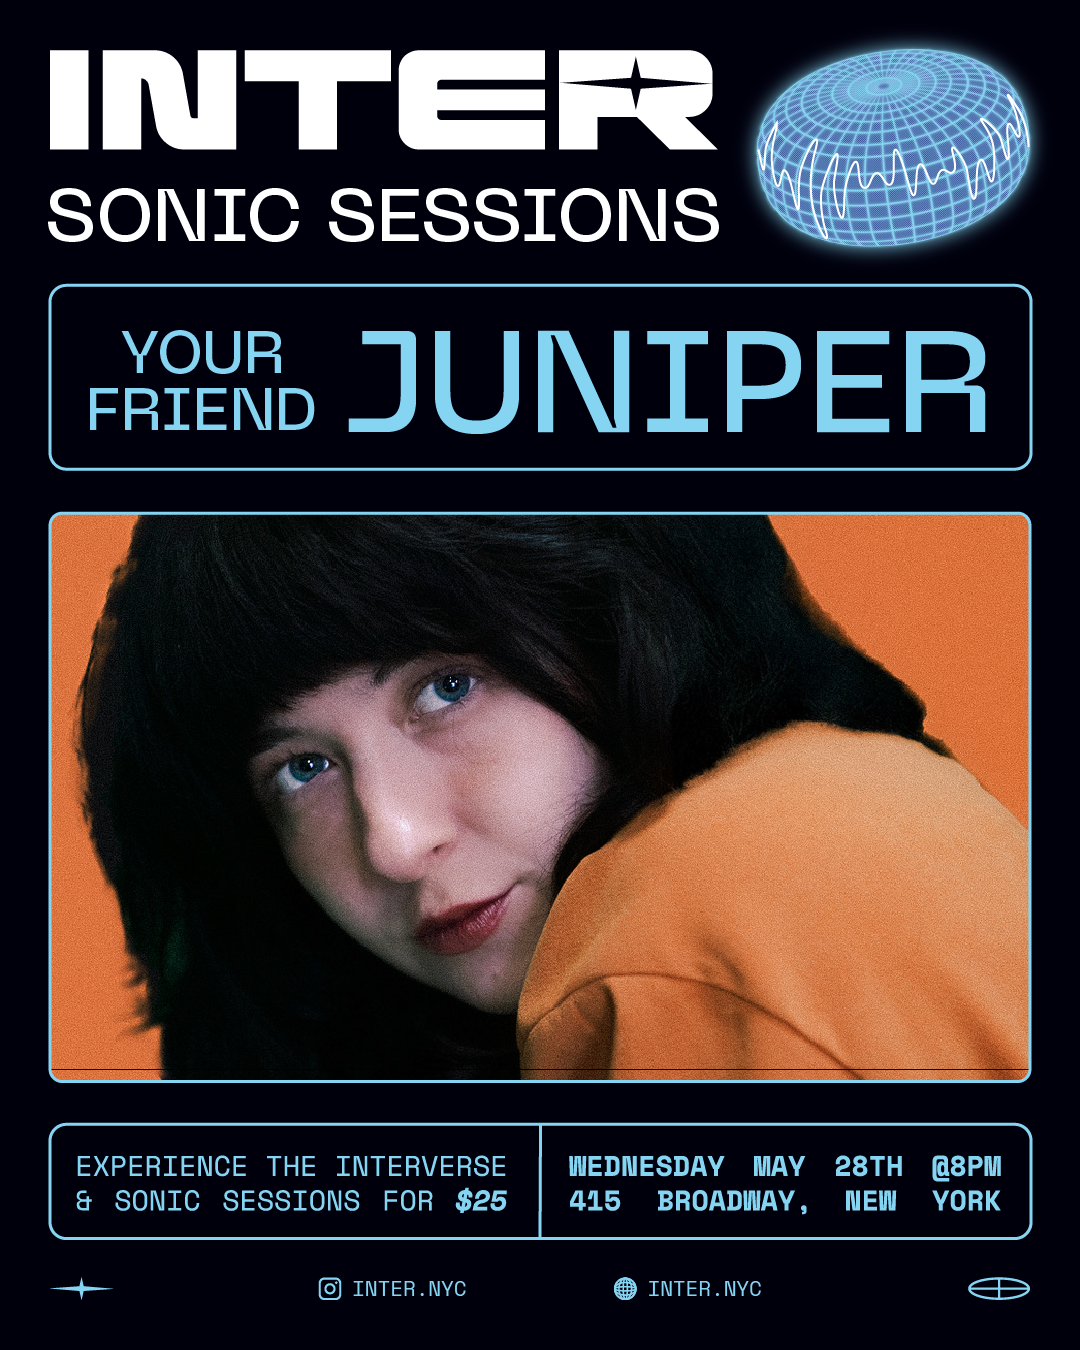 INTER
SONIC SESSIONS
YOUR
FRIEND
JUNIPER
EXPERIENCE THE INTERVERSE
& SONIC SESSIONS FOR $25
WEDNESDAY MAY 28TH @8PM
415 BROADWAY, NEW YORK
INTER.NYC
INTER.NYC